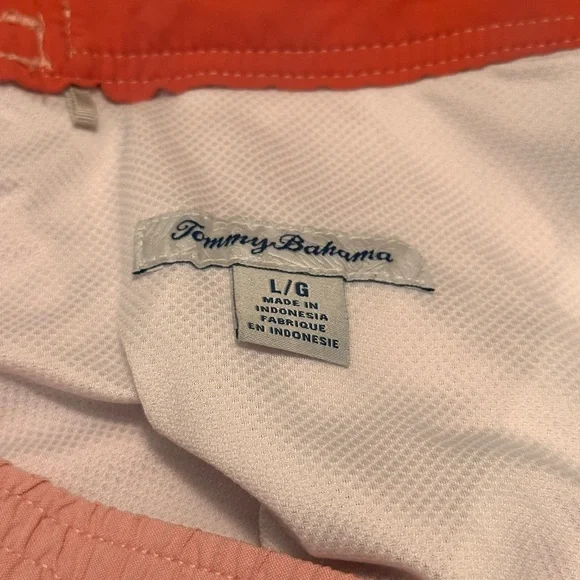 Tommy Bahama
L/G
MADE IN
INDONESIA
FABRIQUE
EN INDONESIE